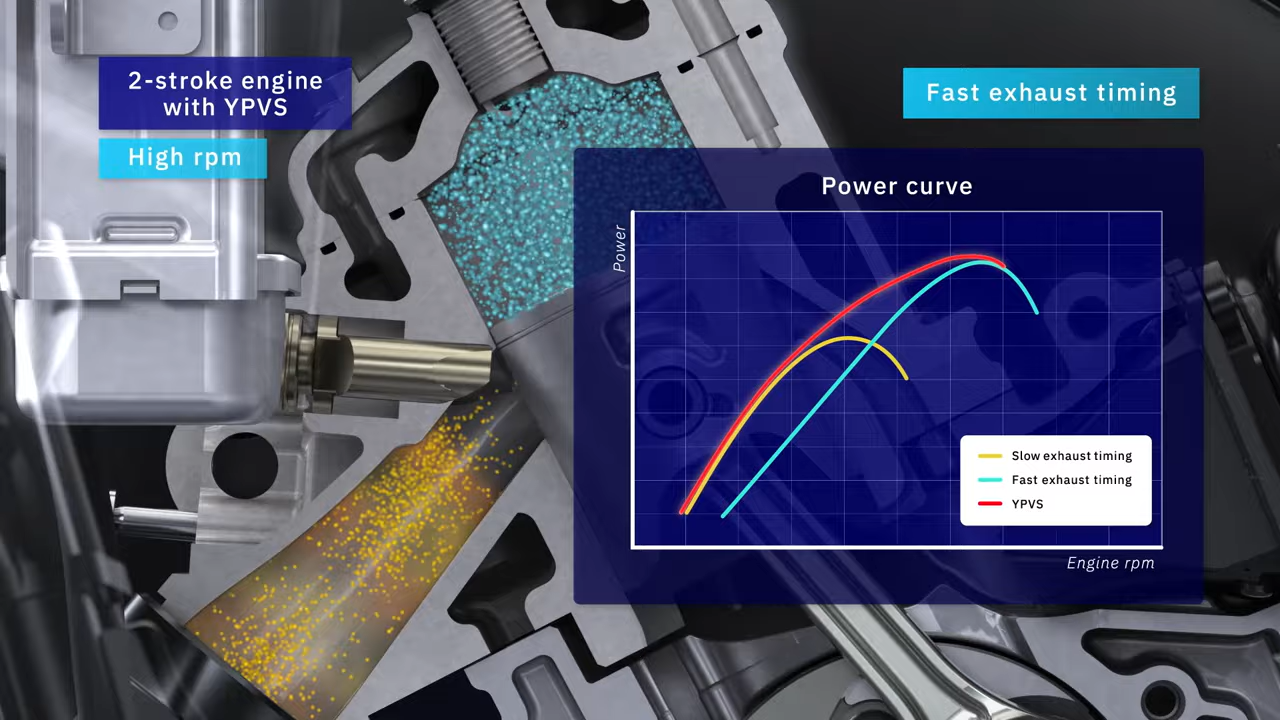 2-stroke engine
with YPVS
High rpm
Fast exhaust timing
Power curve
Power
Slow exhaust timing
Fast exhaust timing
YPVS
Engine rpm